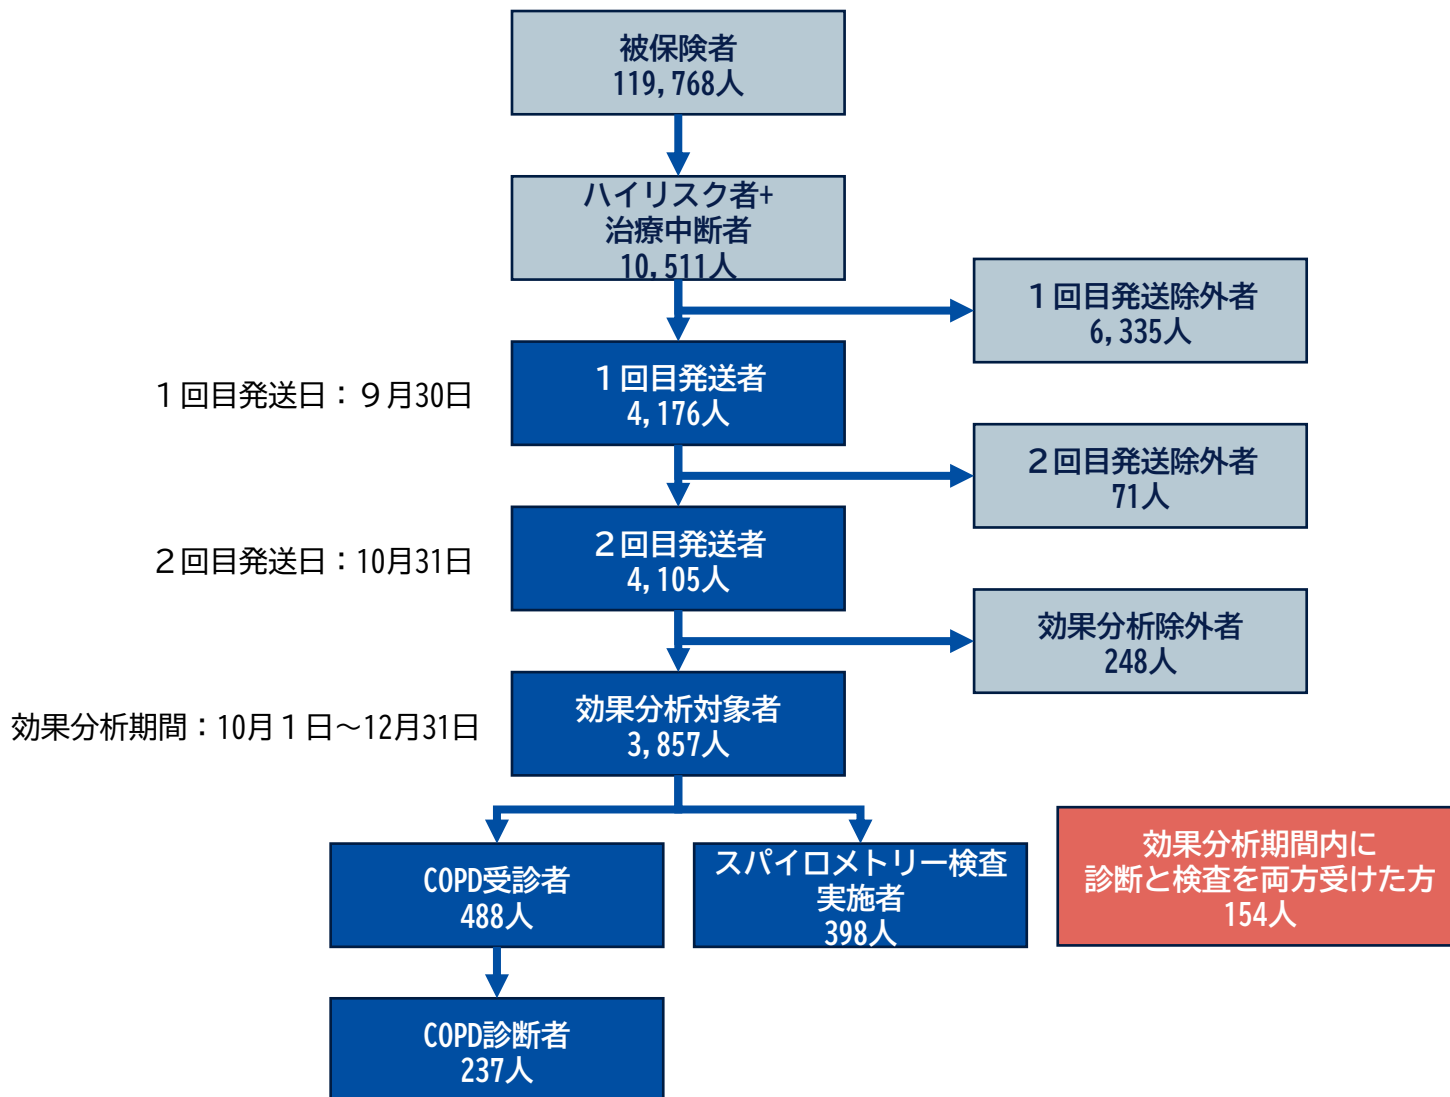 被保険者
119,768人
ハイリスク者+
治療中断者
10,511人
１回目発送除外者
6,335人
１回目発送日：９月30日
１回目発送者
4,176人
２回目発送除外者
71人
２回目発送日：10月31日
２回目発送者
4,105人
効果分析除外者
248人
効果分析期間：10月１日～12月31日
効果分析対象者
3,857人
COPD受診者
488人
スパイロメトリー検査
実施者
398人
効果分析期間内に
診断と検査を両方受けた方
154人
COPD診断者
237人